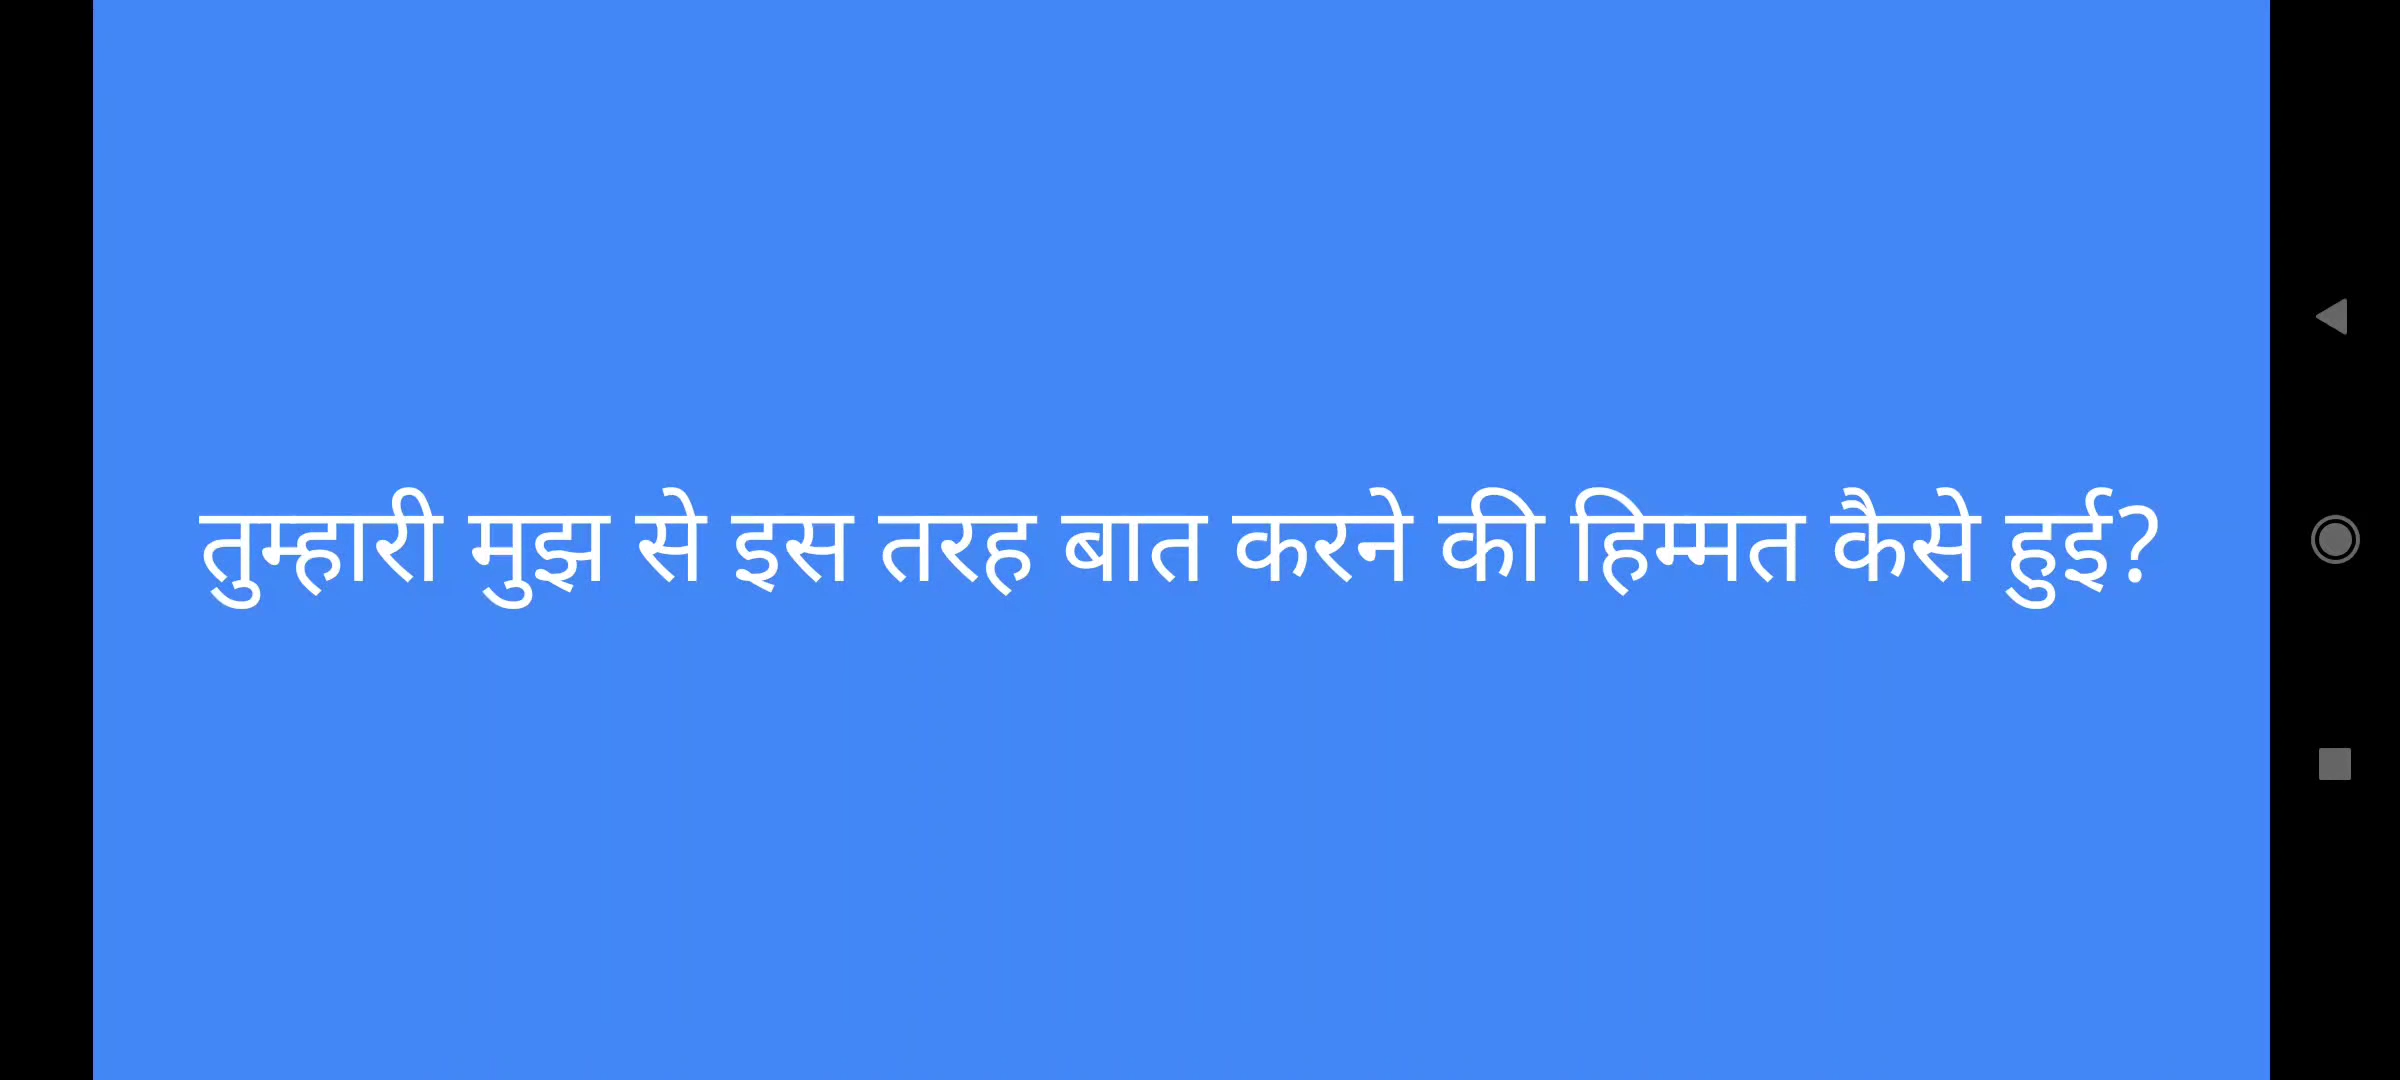 तुम्हारी मुझ से इस तरह बात करने की हिम्मत कैसे हुई?